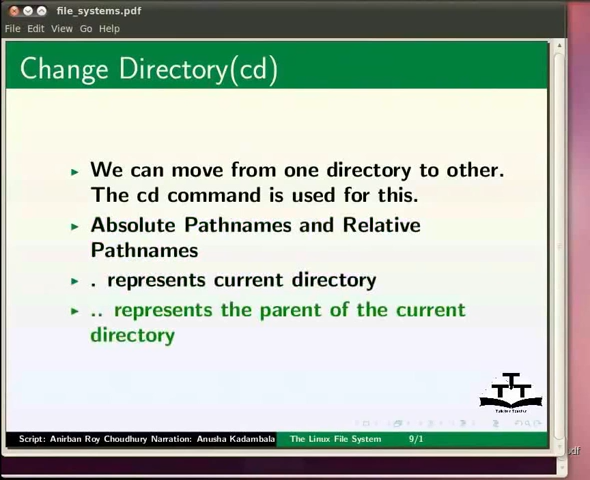 file_systems.pdf
File Edit View Go Help
Change Directory(cd)
We can move from one directory to other.
The cd command is used for this.
Absolute Pathnames and Relative
Pathnames
. represents current directory
.. represents the parent of the current
directory
TTT
Script: Anirban Roy Choudhury Narration: Anusha Kadambala The Linux File System 9/1